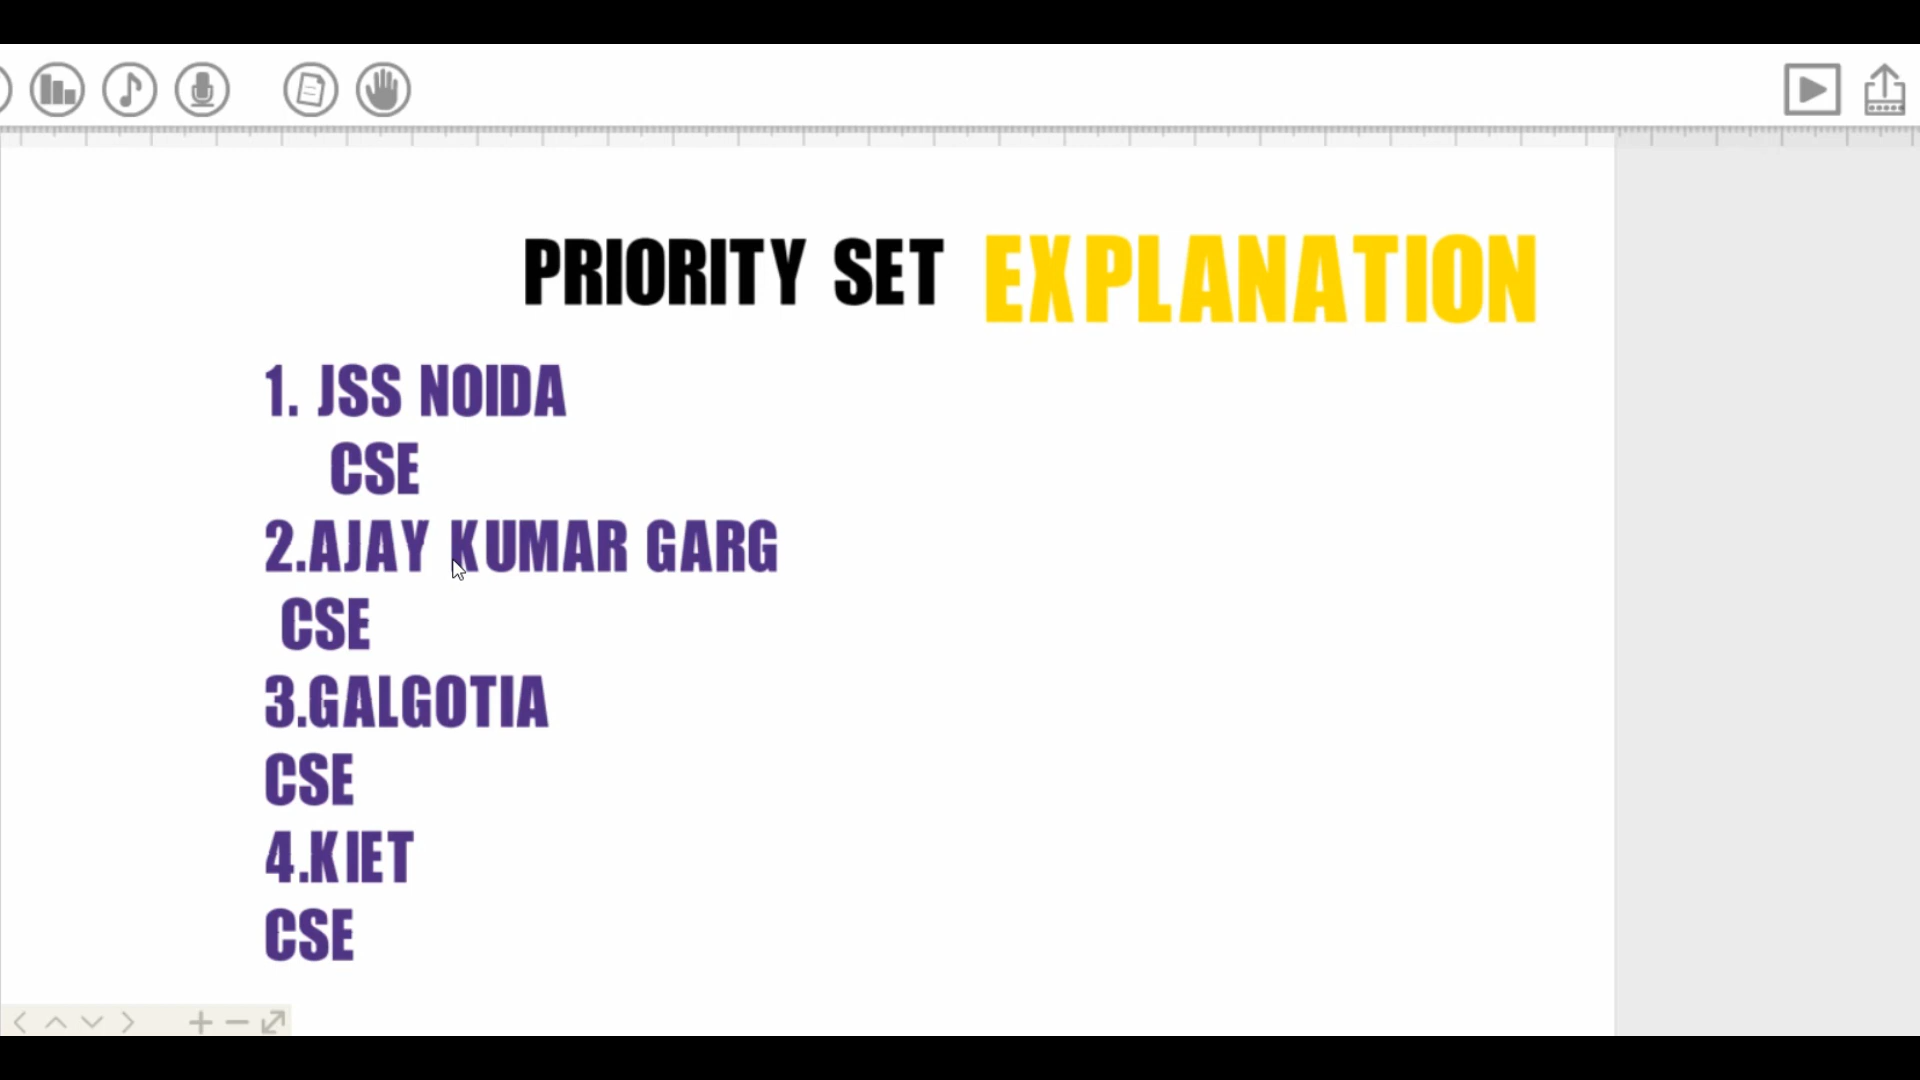 PRIORITY SET EXPLANATION
1. JSS NOIDA
CSE
2.AJAY KUMAR GARG
CSE
3.GALGOTIA
CSE
4.KIET
CSE